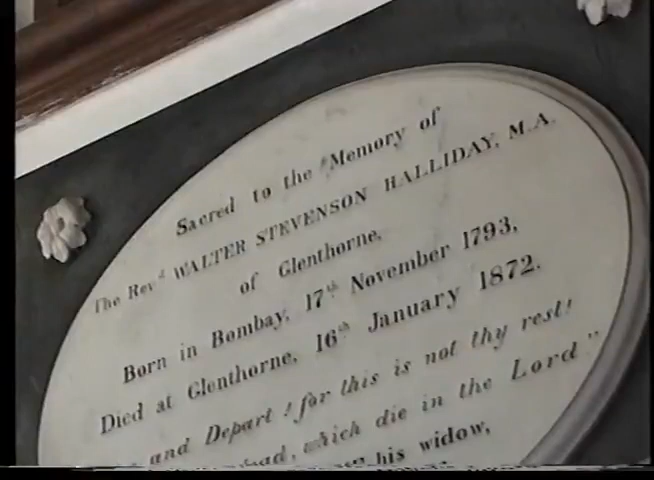 Sacred to the Memory of
The Revd WALTER STEVENSON HALLIDAY, M.A.
of Glenthorne,
Born in Bombay, 17th November 1793,
Died at Glenthorne, 16th January 1872.
and Depart! for this is not thy rest!
which die in the Lord"
his widow,